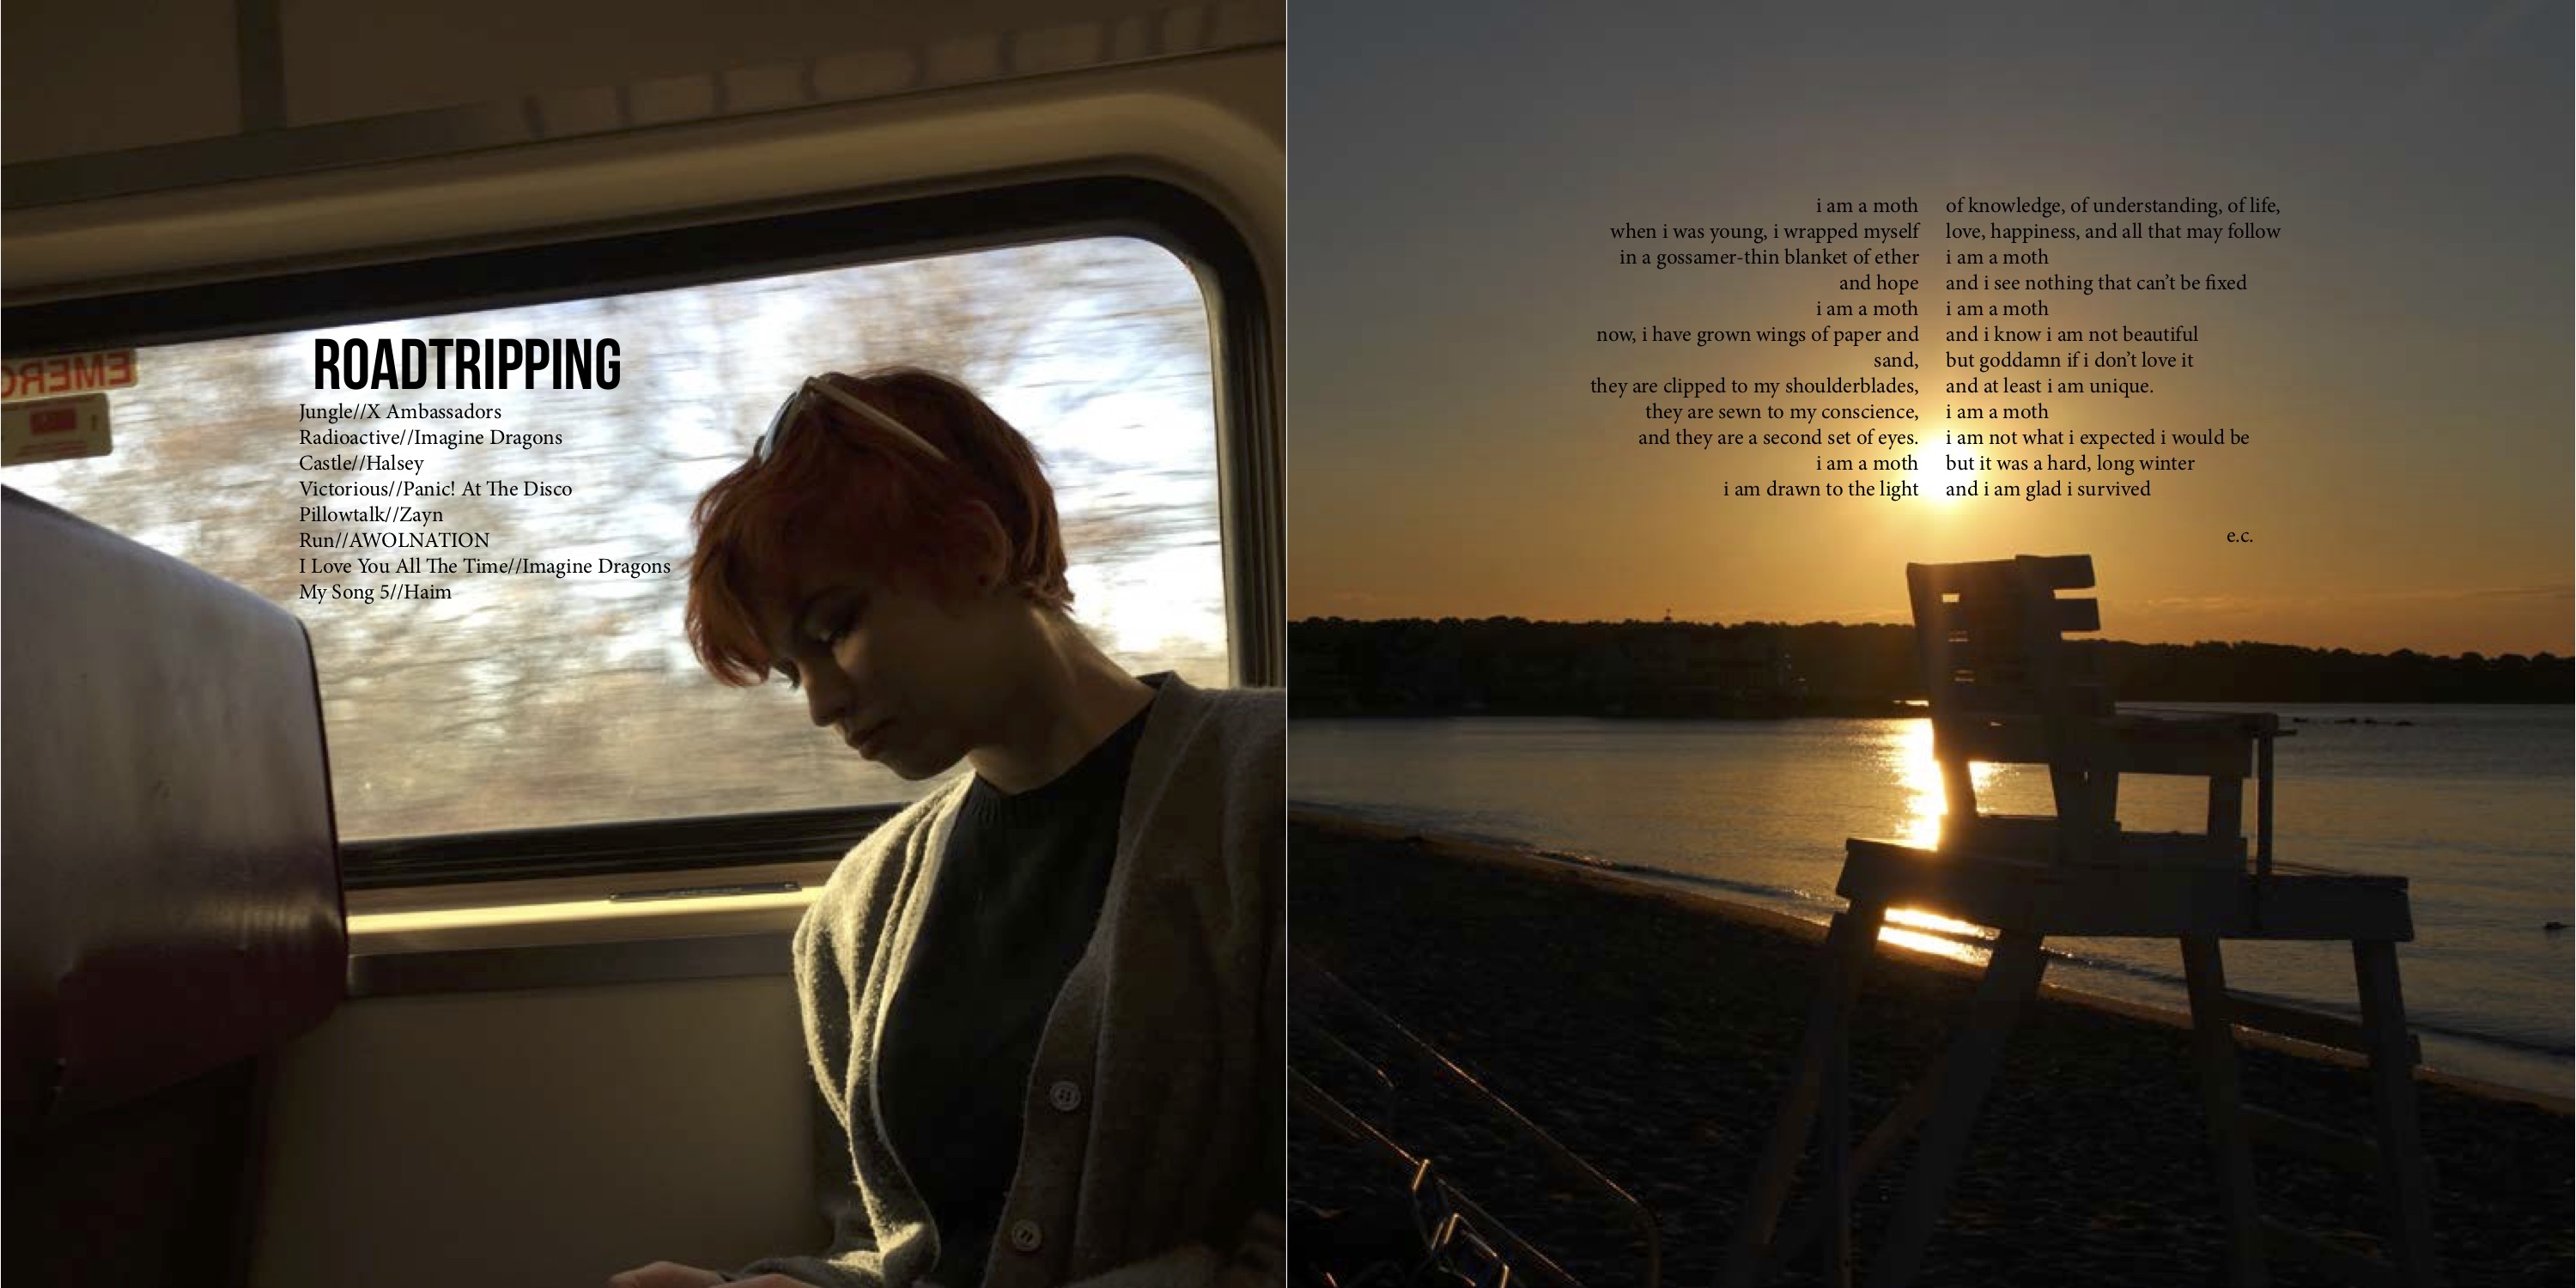 EMERG
ROADTRIPPING
Jungle//X Ambassadors
Radioactive//Imagine Dragons
Castle//Halsey
Victorious//Panic! At The Disco
Pillowtalk//Zayn
Run//AWOLNATION
I Love You All The Time//Imagine Dragons
My Song 5//Haim
i am a moth
when i was young, i wrapped myself
in a gossamer-thin blanket of ether
and hope
i am a moth
now, i have grown wings of paper and
sand,
they are clipped to my shoulderblades,
they are sewn to my conscience,
and they are a second set of eyes.
i am a moth
i am drawn to the light
of knowledge, of understanding, of life,
love, happiness, and all that may follow
i am a moth
and i see nothing that can’t be fixed
i am a moth
and i know i am not beautiful
but goddamn if i don’t love it
and at least i am unique.
i am a moth
i am not what i expected i would be
but it was a hard, long winter
and i am glad i survived
e.c.